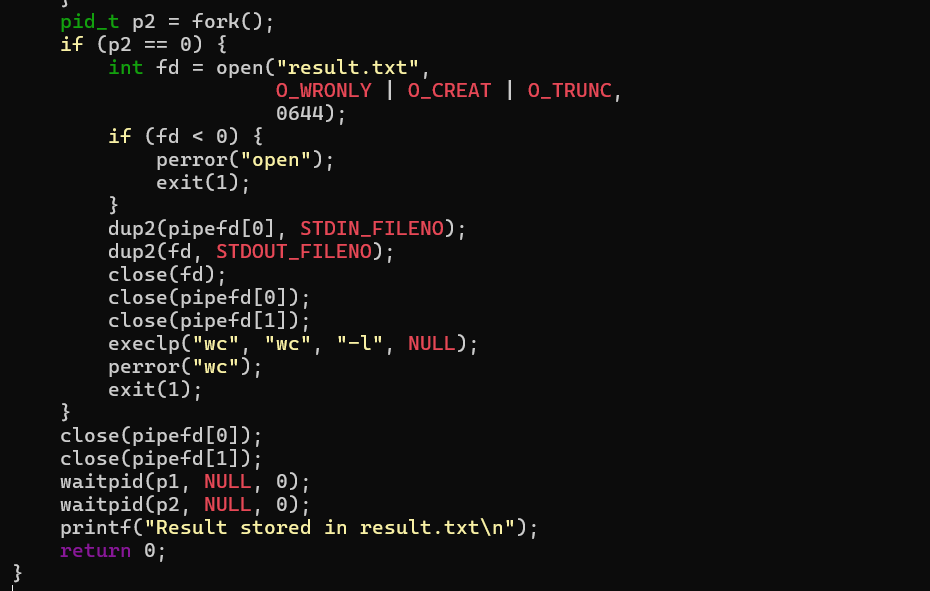 }
    pid_t p2 = fork();
    if (p2 == 0) {
        int fd = open("result.txt",
                      O_WRONLY | O_CREAT | O_TRUNC,
                      0644);
        if (fd < 0) {
            perror("open");
            exit(1);
        }
        dup2(pipefd[0], STDIN_FILENO);
        dup2(fd, STDOUT_FILENO);
        close(fd);
        close(pipefd[0]);
        close(pipefd[1]);
        execlp("wc", "wc", "-l", NULL);
        perror("wc");
        exit(1);
    }
    close(pipefd[0]);
    close(pipefd[1]);
    waitpid(p1, NULL, 0);
    waitpid(p2, NULL, 0);
    printf("Result stored in result.txt\n");
    return 0;
}